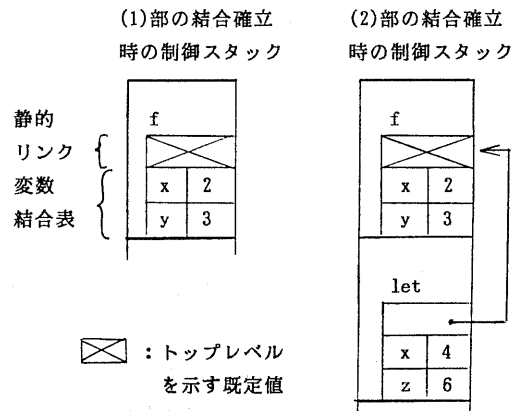 (1)部の結合確立
時の制御スタック
静的
リンク
変数
結合表
f
x 2
y 3
(2)部の結合確立
時の制御スタック
f
x 2
y 3
let
x 4
z 6
：トップレベル
を示す既定値